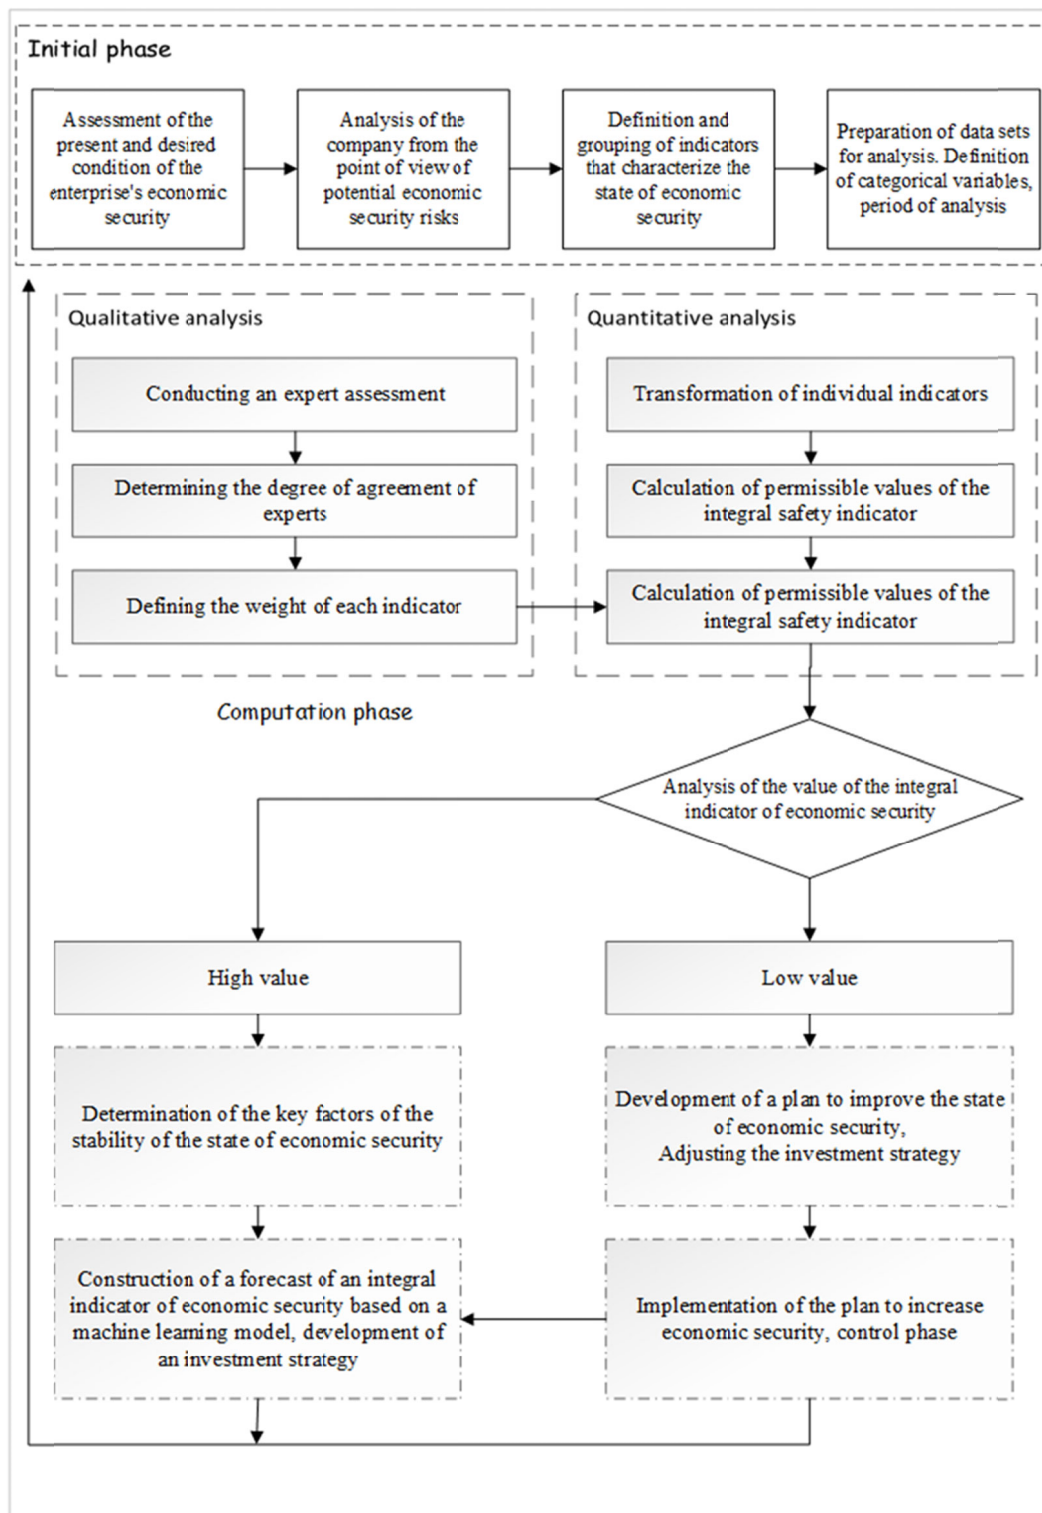 Initial phase
Assessment of the
present and desired
condition of the
enterprise's economic
security
Analysis of the
company from the
point of view of
potential economic
security risks
Definition and
grouping of indicators
that characterize the
state of economic
security
Preparation of data sets
for analysis. Definition
of categorical variables,
period of analysis
Qualitative analysis
Conducting an expert assessment
Determining the degree of agreement of
experts
Defining the weight of each indicator
Quantitative analysis
Transformation of individual indicators
Calculation of permissible values of the
integral safety indicator
Calculation of permissible values of the
integral safety indicator
Computation phase
Analysis of the value of the integral
indicator of economic security
High value
Low value
Determination of the key factors of the
stability of the state of economic security
Development of a plan to improve the state
of economic security,
Adjusting the investment strategy
Construction of a forecast of an integral
indicator of economic security based on a
machine learning model, development of
an investment strategy
Implementation of the plan to increase
economic security, control phase